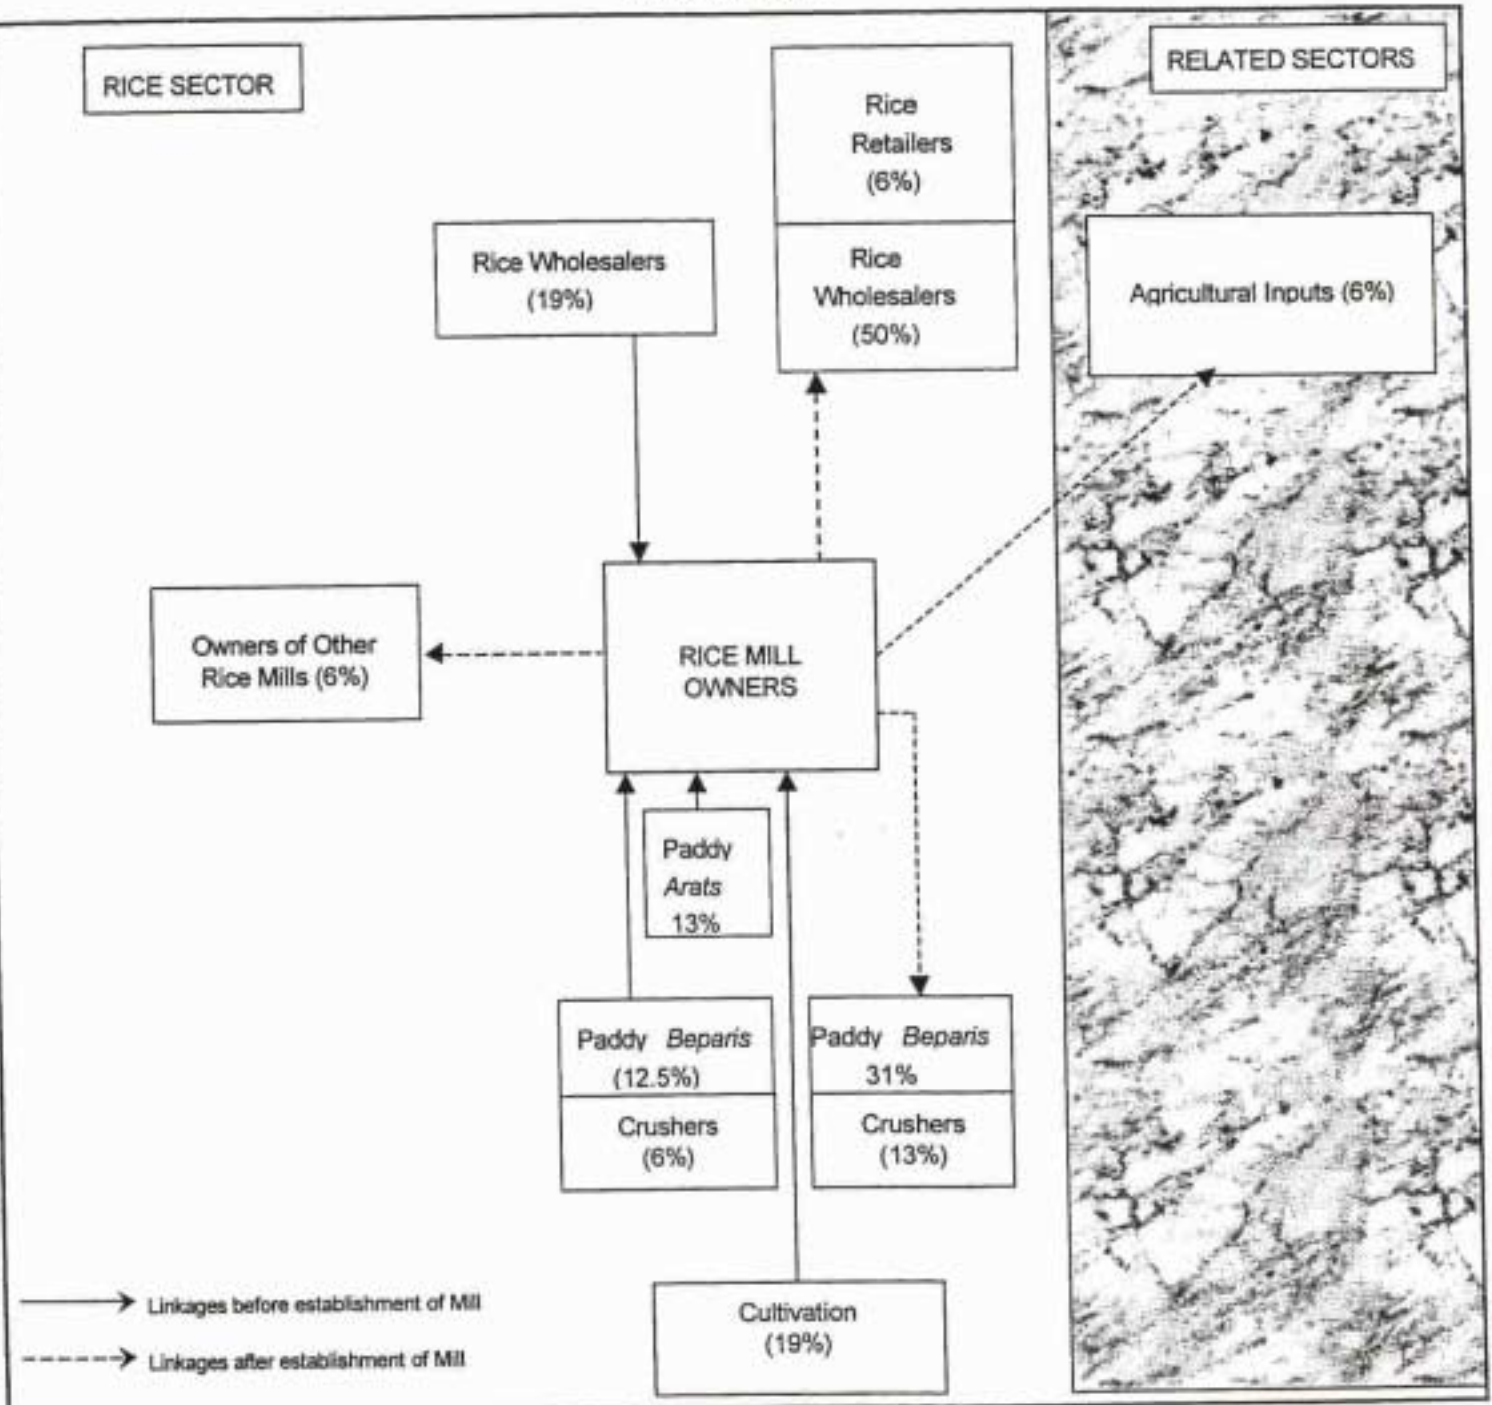 RICE SECTOR
RELATED SECTORS
Rice
Retailers
(6%)
Rice Wholesalers
(19%)
Rice
Wholesalers
(50%)
Agricultural Inputs (6%)
Owners of Other
Rice Mills (6%)
RICE MILL
OWNERS
Paddy
Arats
13%
Paddy Beparis
(12.5%)
Crushers
(6%)
Paddy Beparis
31%
Crushers
(13%)
Cultivation
(19%)
Linkages before establishment of Mill
Linkages after establishment of Mill